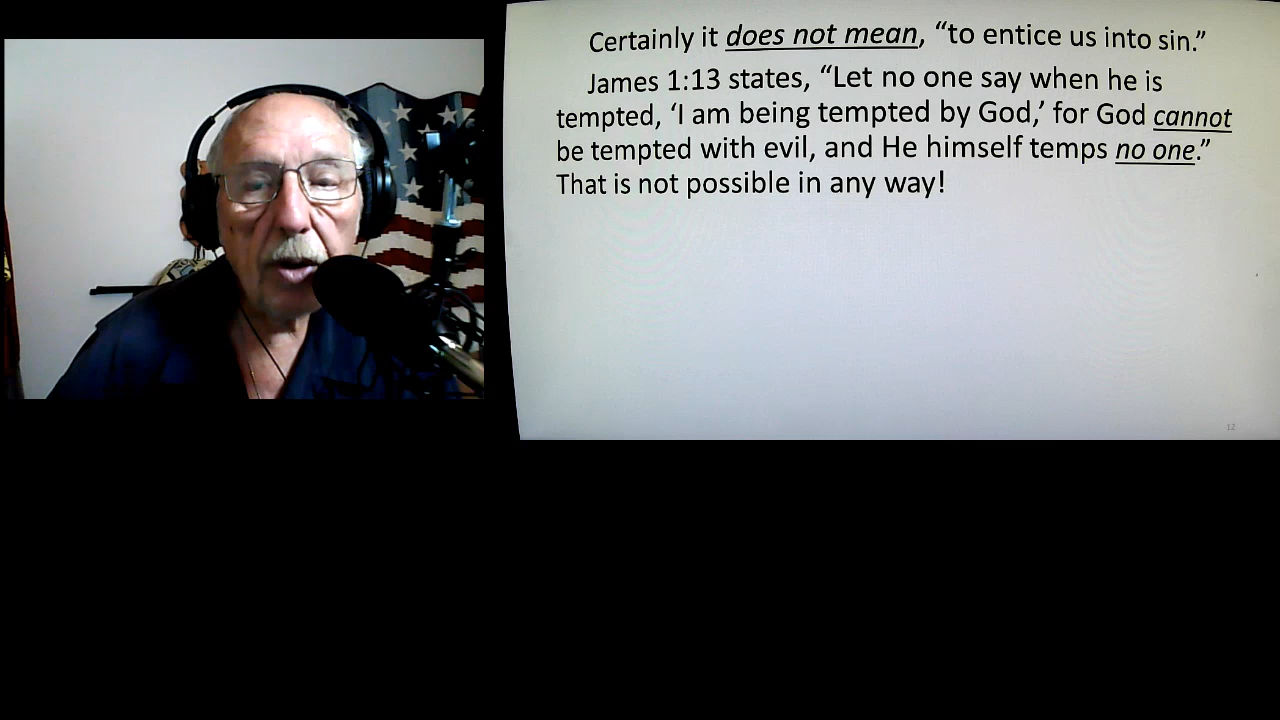 Certainly it does not mean, “to entice us into sin.”
James 1:13 states, “Let no one say when he is
tempted, ‘I am being tempted by God,’ for God cannot
be tempted with evil, and He himself temps no one.”
That is not possible in any way!
12